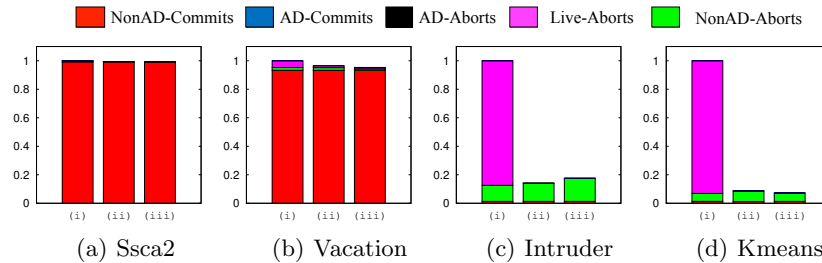 NonAD-Commits AD-Commits AD-Aborts Live-Aborts NonAD-Aborts
1 1 1 1
0.8 0.8 0.8 0.8
0.6 0.6 0.6 0.6
0.4 0.4 0.4 0.4
0.2 0.2 0.2 0.2
0 0 0 0
(i) (ii) (iii) (i) (ii) (iii) (i) (ii) (iii) (i) (ii) (iii)
(a) Ssca2 (b) Vacation (c) Intruder (d) Kmeans